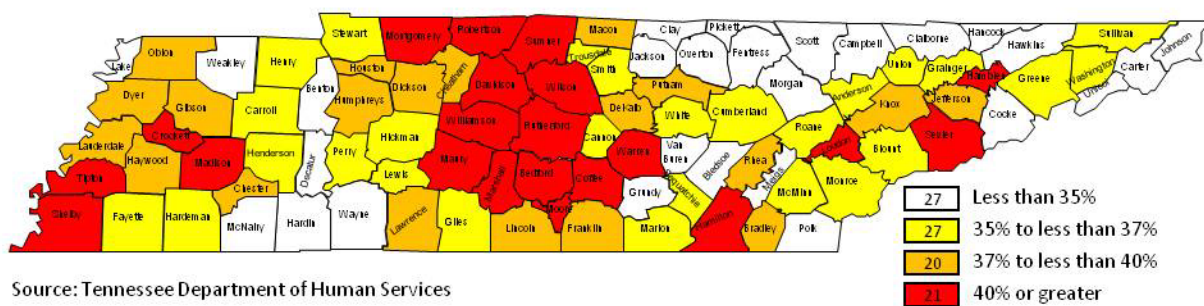 Stewart
Montgomery
Robertson
Sumner
Macon
Clay
Pickett
Scott
Campbell
Claiborne
Hancock
Hawkins
Sullivan
Johnson
Lake
Obion
Weakley
Henry
Houston
Cheatham
Trousdale
Smith
Jackson
Overton
Fentress
Morgan
Union
Grainger
Hamblen
Greene
Washington
Carter
Unicoi
Dyer
Gibson
Carroll
Benton
Humphreys
Dickson
Davidson
Wilson
DeKalb
Putnam
White
Cumberland
Anderson
Knox
Jefferson
Cocke
Lauderdale
Crockett
Haywood
Madison
Henderson
Decatur
Perry
Hickman
Williamson
Rutherford
Cannon
Warren
Van
Buren
Bledsoe
Rhea
Roane
Loudon
Blount
Sevier
Tipton
Chester
Lewis
Maury
Marshall
Bedford
Coffee
Grundy
Sequatchie
Meigs
McMinn
Monroe
Shelby
Fayette
Hardeman
McNairy
Hardin
Wayne
Lawrence
Giles
Lincoln
Moore
Franklin
Marion
Hamilton
Bradley
Polk
27 Less than 35%
27 35% to less than 37%
20 37% to less than 40%
21 40% or greater
Source: Tennessee Department of Human Services